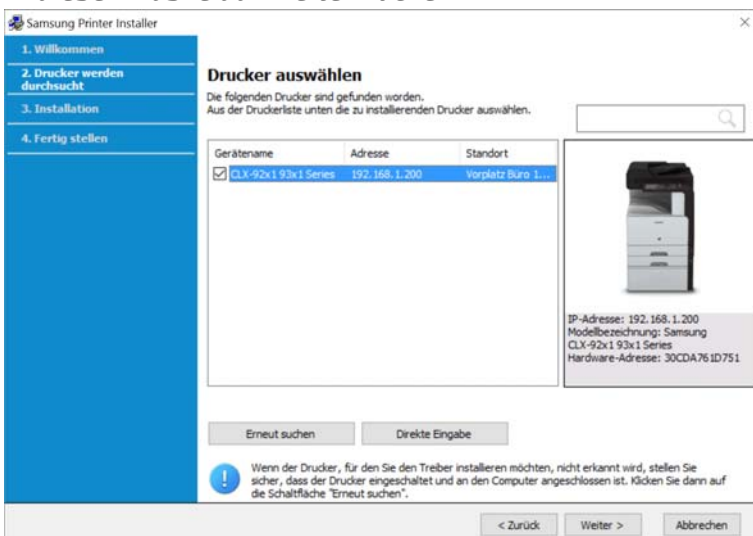 Samsung Printer Installer
1. Willkommen
2. Drucker werden
durchsucht
3. Installation
4. Fertig stellen
Drucker auswählen
Die folgenden Drucker sind gefunden worden.
Aus der Druckerliste unten die zu installierenden Drucker auswählen.
Gerätename Adresse Standort
CLX-92x1 93x1 Series 192.168.1.200 Vorplatz Büro 1...
IP-Adresse: 192.168.1.200
Modellbezeichnung: Samsung
CLX-92x1 93x1 Series
Hardware-Adresse: 30CDA761D751
Erneut suchen Direkte Eingabe
Wenn der Drucker, für den Sie den Treiber installieren möchten, nicht erkannt wird, stellen Sie
sicher, dass der Drucker eingeschaltet und an den Computer angeschlossen ist. Klicken Sie dann auf
die Schaltfläche "Erneut suchen".
< Zurück Weiter > Abbrechen